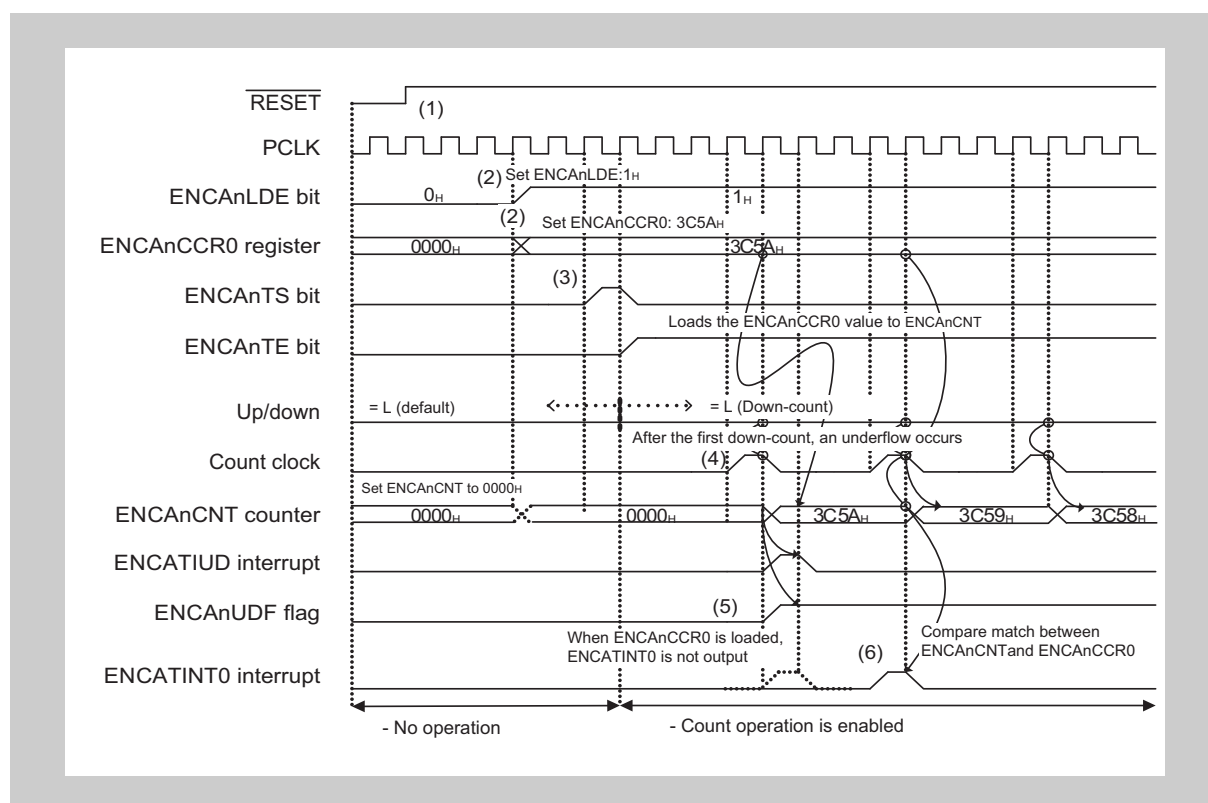 RESET
(1)
PCLK
ENCAnLDE bit
0H
(2) Set ENCAnLDE:1H
1H
ENCAnCCR0 register
0000H
(2) Set ENCAnCCR0: 3C5AH
3C5AH
ENCAnTS bit
(3)
Loads the ENCAnCCR0 value to ENCAnCNT
ENCAnTE bit
Up/down
= L (default)
= L (Down-count)
After the first down-count, an underflow occurs
Count clock
(4)
Set ENCAnCNT to 0000H
ENCAnCNT counter
0000H
0000H
3C5AH
3C59H
3C58H
ENCATIUD interrupt
ENCAnUDF flag
(5)
When ENCAnCCR0 is loaded,
ENCATINT0 is not output
(6)
Compare match between
ENCAnCNTand ENCAnCCR0
ENCATINT0 interrupt
- No operation
- Count operation is enabled